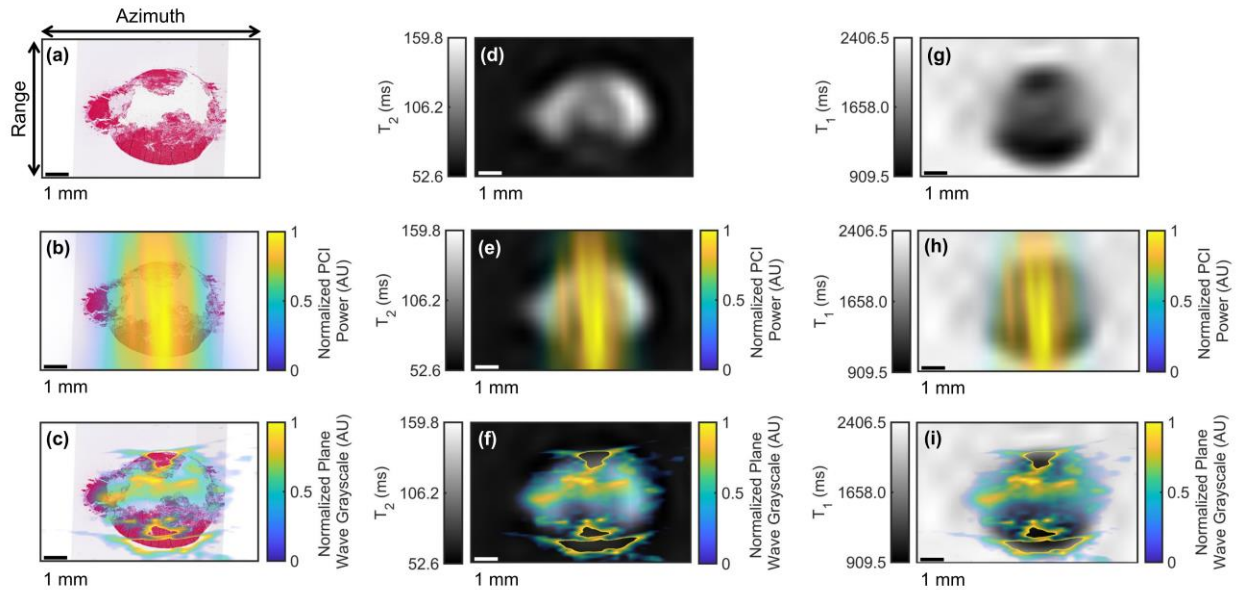 Azimuth
Range
(a)
1 mm
T2 (ms)
159.8
106.2
52.6
(d)
1 mm
T1 (ms)
2406.5
1658.0
909.5
(g)
1 mm
(b)
1 mm
1
0.5
0
Normalized PCI
Power (AU)
T2 (ms)
159.8
106.2
52.6
(e)
1 mm
1
0.5
0
Normalized PCI
Power (AU)
T1 (ms)
2406.5
1658.0
909.5
(h)
1 mm
1
0.5
0
Normalized PCI
Power (AU)
(c)
1 mm
1
0.5
0
Normalized Plane
Wave Grayscale (AU)
T2 (ms)
159.8
106.2
52.6
(f)
1 mm
1
0.5
0
Normalized Plane
Wave Grayscale (AU)
T1 (ms)
2406.5
1658.0
909.5
(i)
1 mm
1
0.5
0
Normalized Plane
Wave Grayscale (AU)